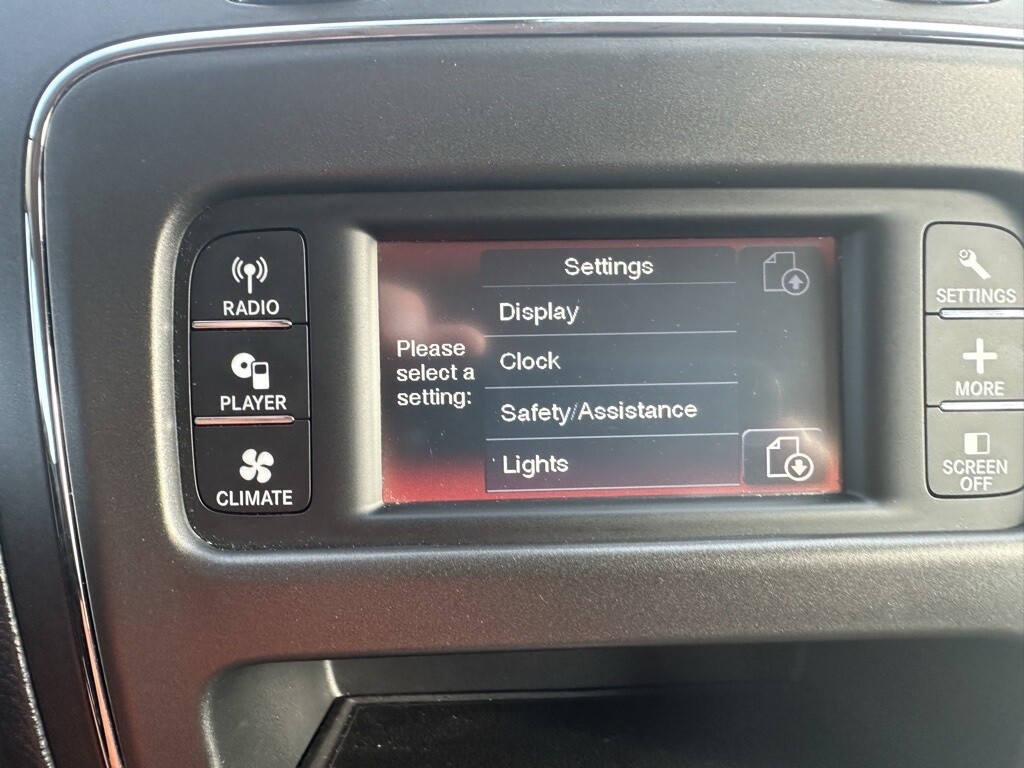 RADIO
PLAYER
CLIMATE
Please
select a
setting:
Settings
Display
Clock
Safety/Assistance
Lights
SETTINGS
MORE
SCREEN
OFF